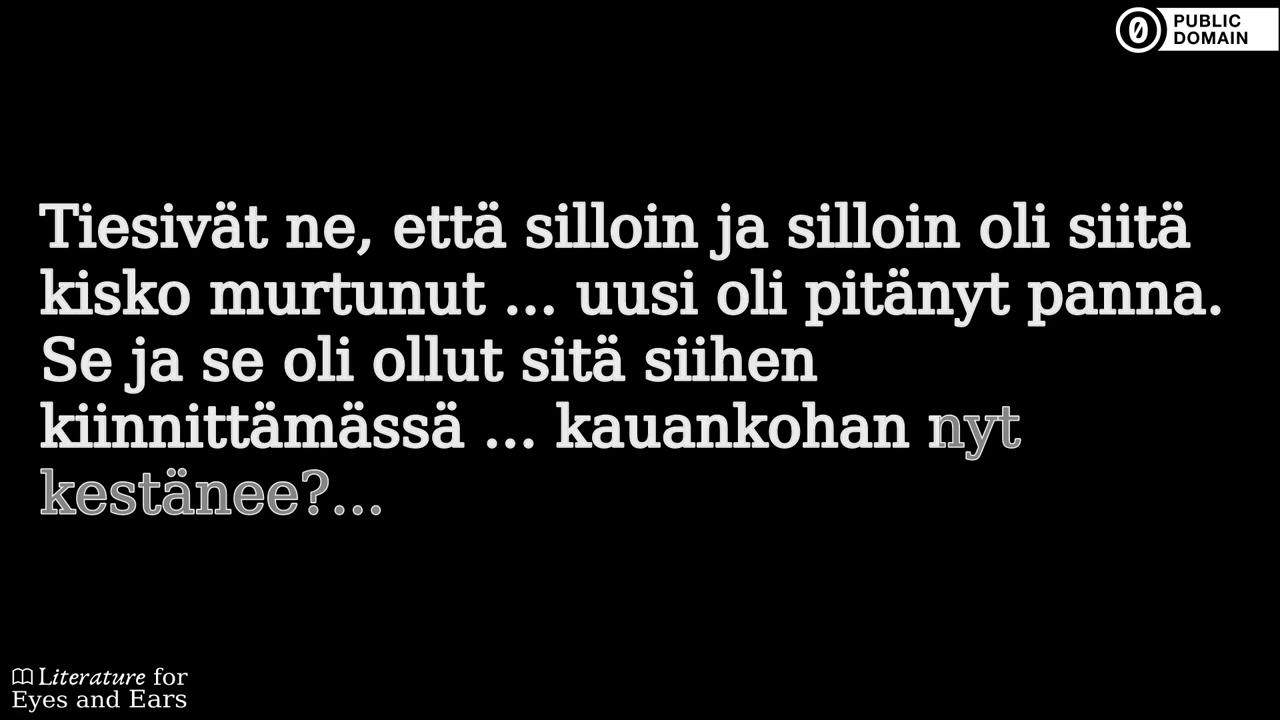 PUBLIC
DOMAIN
Tiesivät ne, että silloin ja silloin oli siitä
kisko murtunut ... uusi oli pitänyt panna.
Se ja se oli ollut sitä siihen
kiinnittämässä ... kauankohan nyt
kestänee?...
Literature for
Eyes and Ears